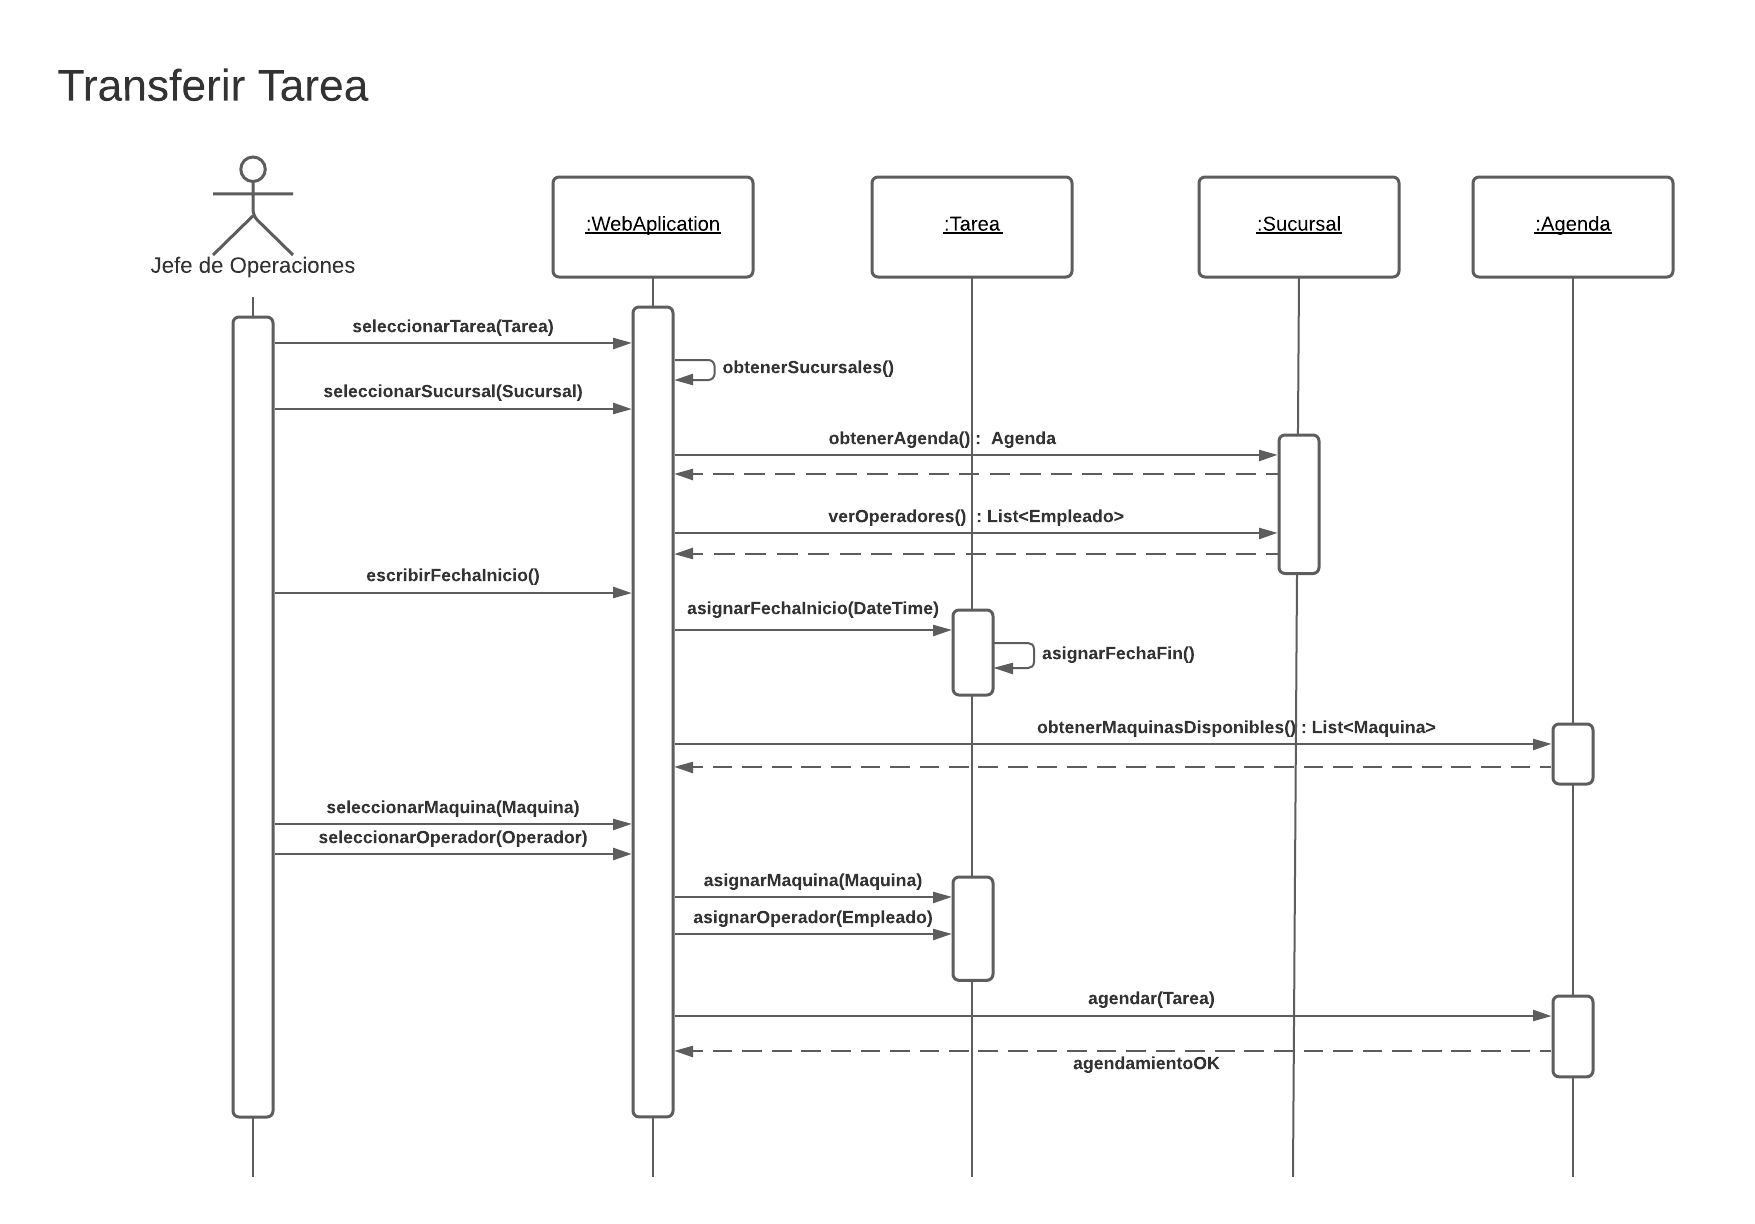 Transferir Tarea
Jefe de Operaciones
:WebAplication
:Tarea
:Sucursal
:Agenda
seleccionarTarea(Tarea)
obtenerSucursales()
seleccionarSucursal(Sucursal)
obtenerAgenda() : Agenda
verOperadores() : List<Empleado>
escribirFechaInicio()
asignarFechaInicio(DateTime)
asignarFechaFin()
obtenerMaquinasDisponibles() : List<Maquina>
seleccionarMaquina(Maquina)
seleccionarOperador(Operador)
asignarMaquina(Maquina)
asignarOperador(Empleado)
agendar(Tarea)
agendamientoOK